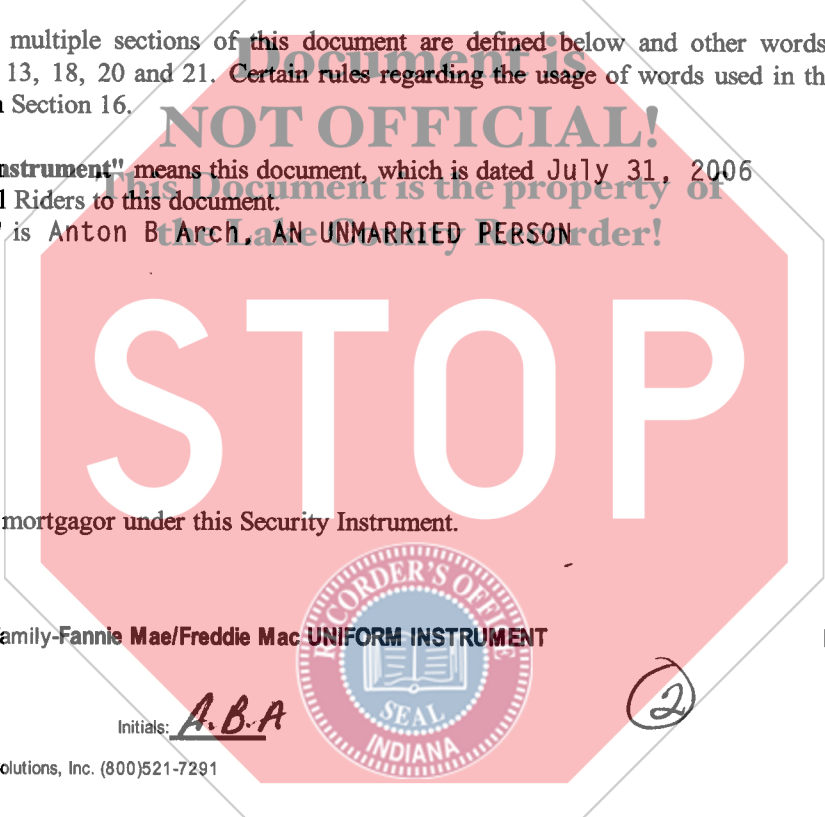 multiple sections of this document are defined below and other words
Document is
13, 18, 20 and 21. Certain rules regarding the usage of words used in th
Section 16.
NOT OFFICIAL!
nstrument" means this document, which is dated July 31, 2006
This Document is the property of
Riders to this document.
the Lake County Recorder!
is Anton B Arch, AN UNMARRIED PERSON
STOP
mortgagor under this Security Instrument.
RECORDER'S OFFICE
amily-Fannie Mae/Freddie Mac UNIFORM INSTRUMENT
SEAL
INDIANA
Initials: A.B.A
2
olutions, Inc. (800)521-7291